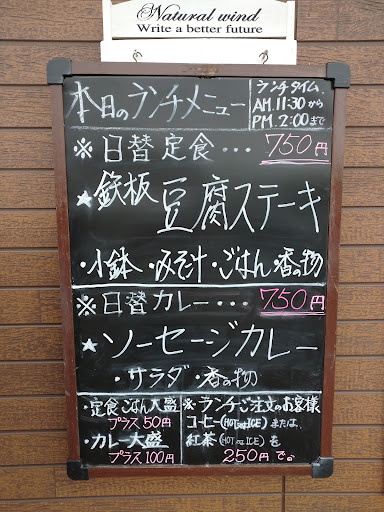 Natural wind
Write a better future
本日のランチメニュー
ランチタイム
AM.11:30から
PM.2:00まで
※日替定食・・・750円
★鉄板豆腐ステーキ
・小鉢・みそ汁・ごはん・香の物
※日替カレー・・・750円
★ソーセージカレー
・サラダ・香の物
・定食ごはん大盛
プラス50円
・カレー大盛
プラス100円
※ランチご注文のお客様
コーヒー(HOT or ICE)または
紅茶(HOT or ICE)を
250円で。